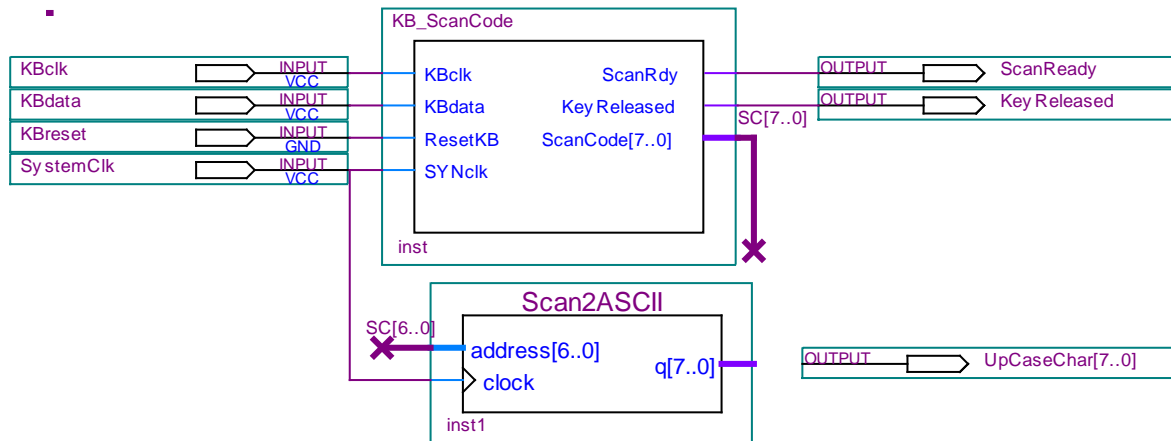 KB_ScanCode
KBclk INPUT VCC
KBdata INPUT VCC
KBreset INPUT GND
SystemClk INPUT VCC
KBclk ScanRdy
KBdata Key Released
ResetKB ScanCode[7..0]
SYNclk
inst
OUTPUT ScanReady
OUTPUT Key Released
SC[7..0]
Scan2ASCII
SC[6..0]
address[6..0] q[7..0]
clock
inst1
OUTPUT UpCaseChar[7..0]